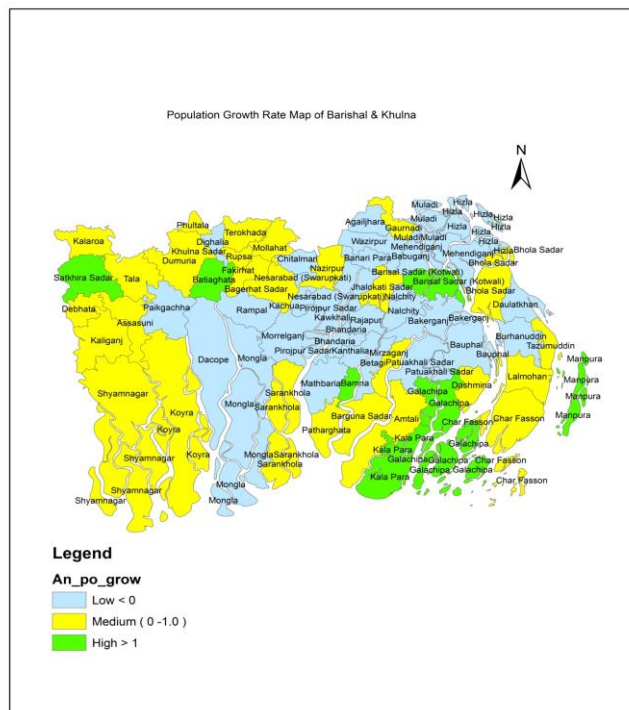 Population Growth Rate Map of Barishal & Khulna
N
Muladi
Hizla
Hizla
Agailjhara
Muladi
Hizla
Hizla
Gaurnadi
Hizla
Phultala
Terokhada
Muladi
Muladi
Hizla
Kalaroa
Dighalia
Wazirpur
Mehendiganj
Hizla
Khulna Sadar
Mollahat
Banari Para
Babuganj
Mehendiganj
Bhola Sadar
Rupsa
Chitalmari
Dumuria
Fakirhat
Nazirpur
Bhola Sadar
Satkhira Sadar
Tala
Batiaghata
Nesarabad (Swarupkati)
Barisal Sadar (Kotwali)
Barisal Sadar (Kotwali)
Bagerhat Sadar
Jhalokati Sadar
Bhola Sadar
Nesarabad (Swarupkati)
Nalchity
Debhata
Paikgachha
Rampal
Kachua
Pirojpur Sadar
Nalchity
Daulatkhan
Assasuni
Kawkhali
Rajapur
Bakerganj
Bakerganj
Bhandaria
Burhanuddin
Kaliganj
Morrelganj
Bhandaria
Bauphal
Tazumuddin
Dacope
Mongla
Pirojpur Sadar
Kanthalia
Mirzaganj
Bauphal
Betagi
Patuakhali Sadar
Manpura
Patuakhali Sadar
Lalmohan
Shyamnagar
Mathbaria
Bamna
Dashmina
Manpura
Sarankhola
Galachipa
Koyra
Mongla
Sarankhola
Galachipa
Manpura
Barguna Sadar
Amtali
Char Fasson
Char Fasson
Manpura
Koyra
Patharghata
Kala Para
Galachipa
Shyamnagar
Koyra
Mongla
Sarankhola
Kala Para
Galachipa
Galachipa
Char Fasson
Sarankhola
Galachipa
Galachipa
Char Fasson
Shyamnagar
Mongla
Kala Para
Char Fasson
Shyamnagar
Mongla
Legend
An_po_grow
Low < 0
Medium ( 0 -1.0 )
High > 1